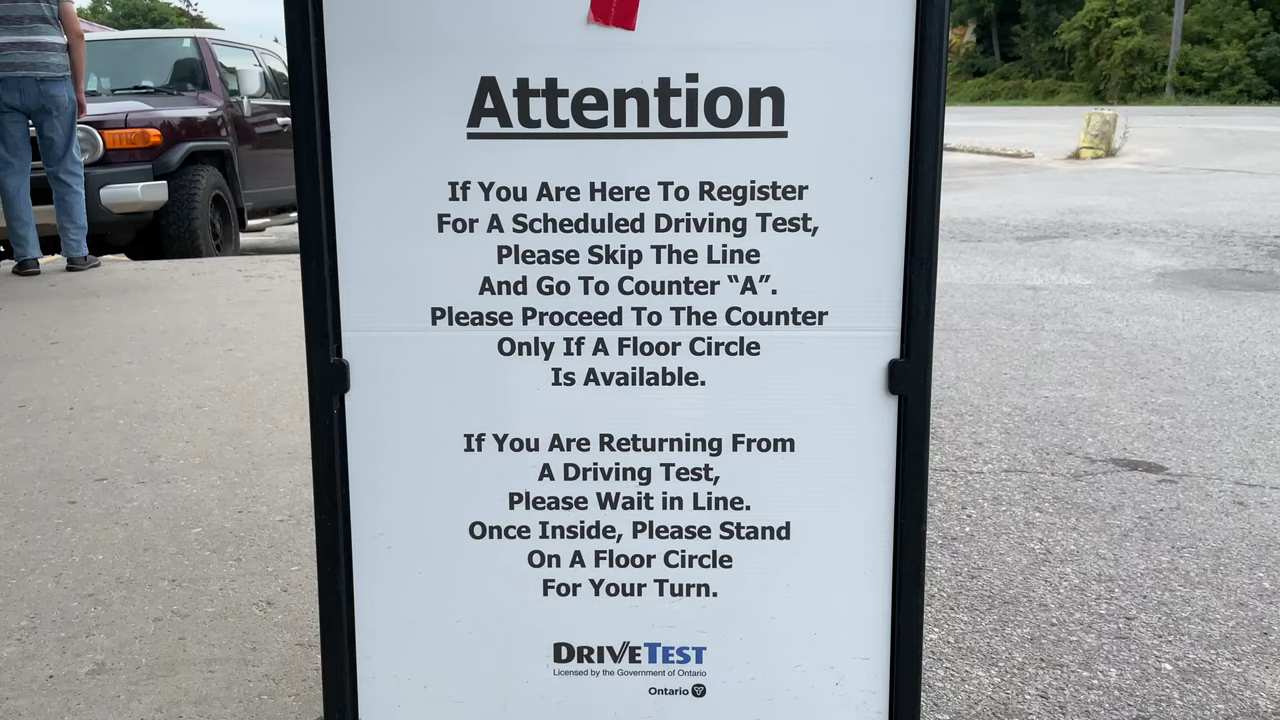 Attention
If You Are Here To Register
For A Scheduled Driving Test,
Please Skip The Line
And Go To Counter “A”.
Please Proceed To The Counter
Only If A Floor Circle
Is Available.
If You Are Returning From
A Driving Test,
Please Wait in Line.
Once Inside, Please Stand
On A Floor Circle
For Your Turn.
DRIVETEST
Licensed by the Government of Ontario
Ontario